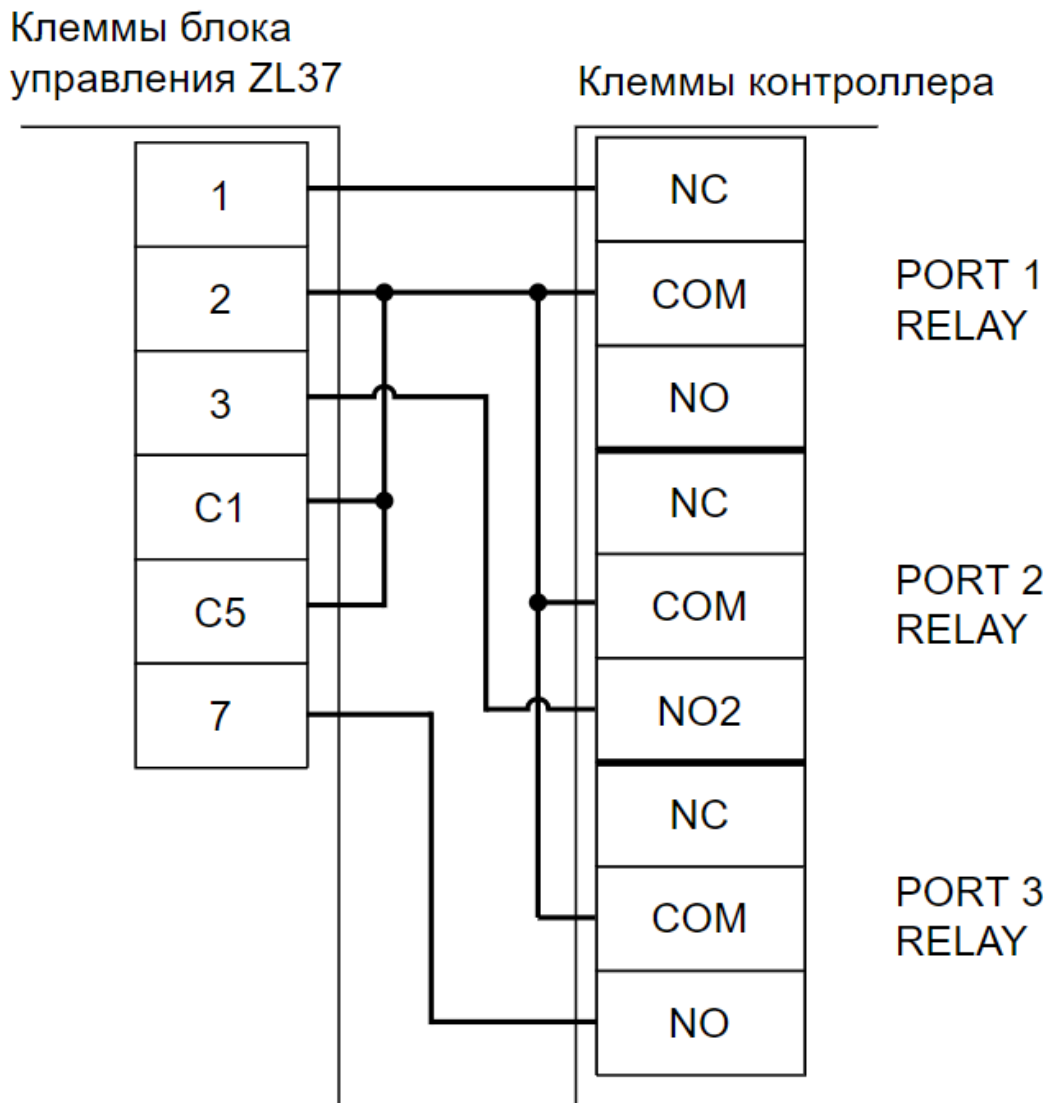 Клеммы блока
управления ZL37
Клеммы контроллера
1
2
3
C1
C5
7
NC
COM
NO
PORT 1
RELAY
NC
COM
NO2
PORT 2
RELAY
NC
COM
NO
PORT 3
RELAY